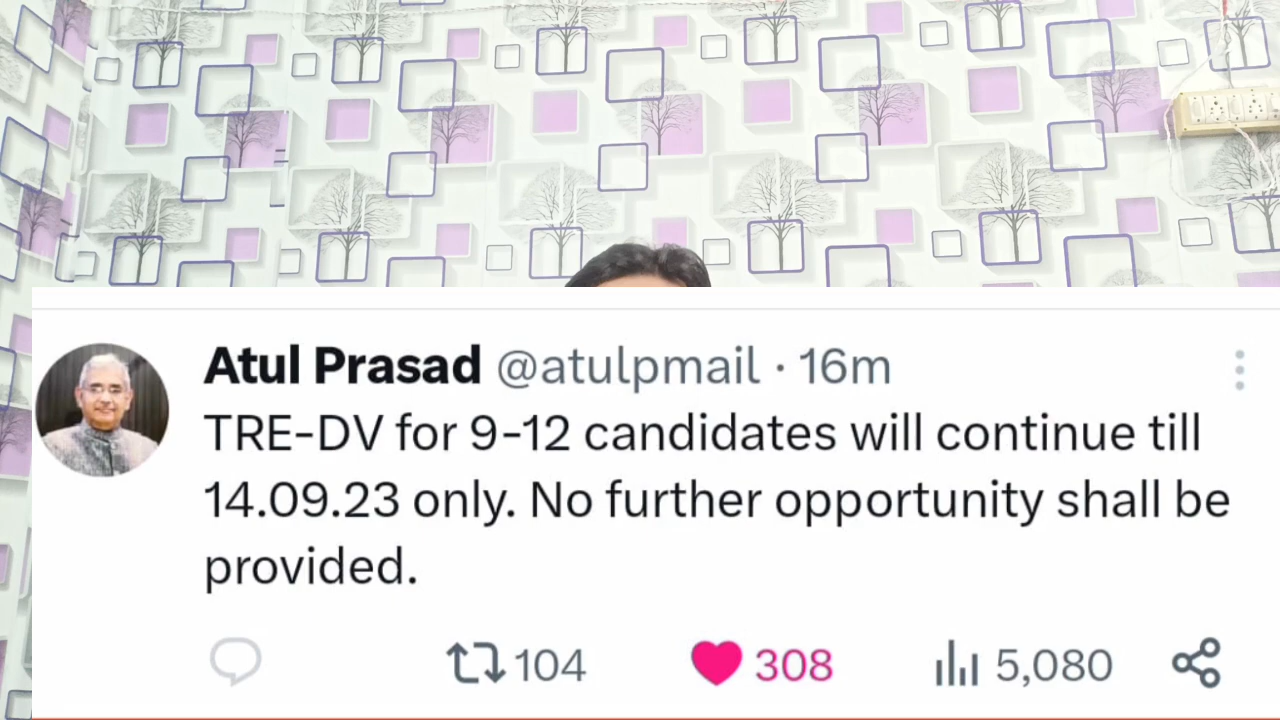 Atul Prasad @atulpmail · 16m
TRE-DV for 9-12 candidates will continue till
14.09.23 only. No further opportunity shall be
provided.
104 308 5,080